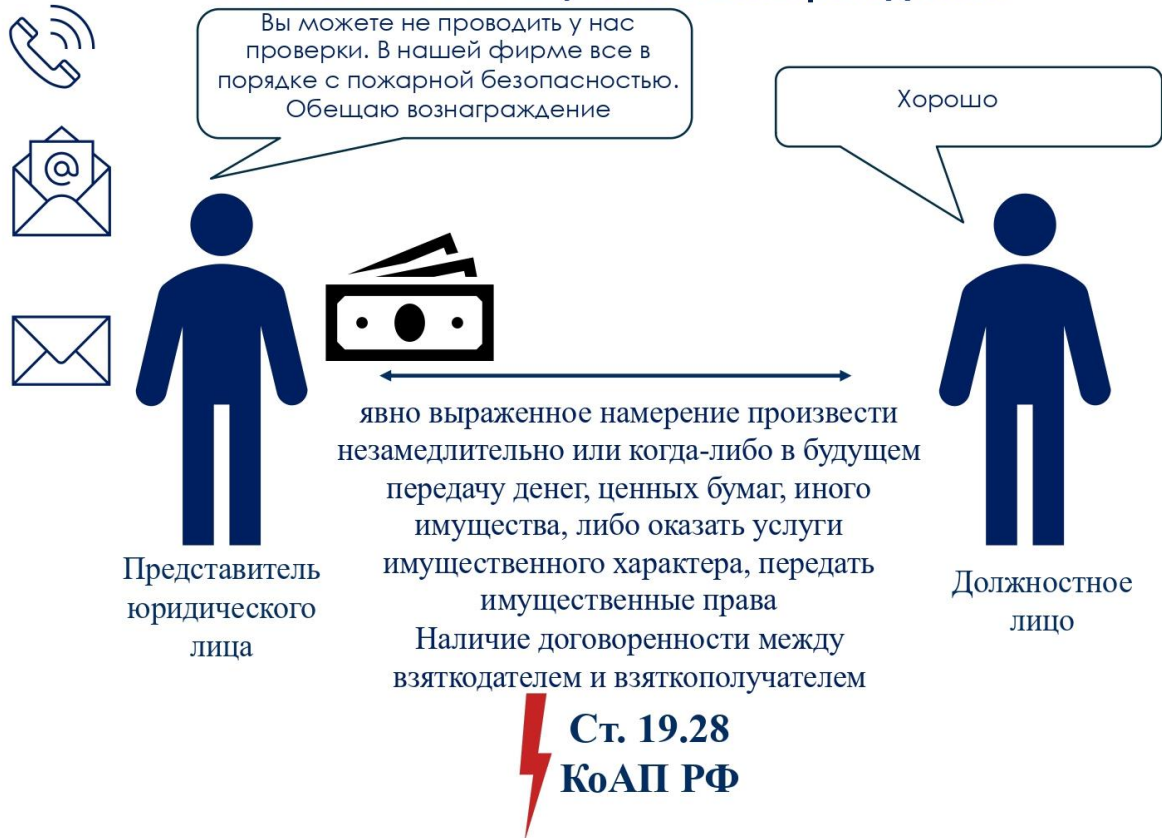 Вы можете не проводить у нас
проверки. В нашей фирме все в
порядке с пожарной безопасностью.
Обещаю вознаграждение
Хорошо
@
явно выраженное намерение произвести
незамедлительно или когда-либо в будущем
передачу денег, ценных бумаг, иного
имущества, либо оказать услуги
имущественного характера, передать
имущественные права
Наличие договоренности между
взяткодателем и взяткополучателем
Представитель
юридического
лица
Должностное
лицо
Ст. 19.28
КоАП РФ